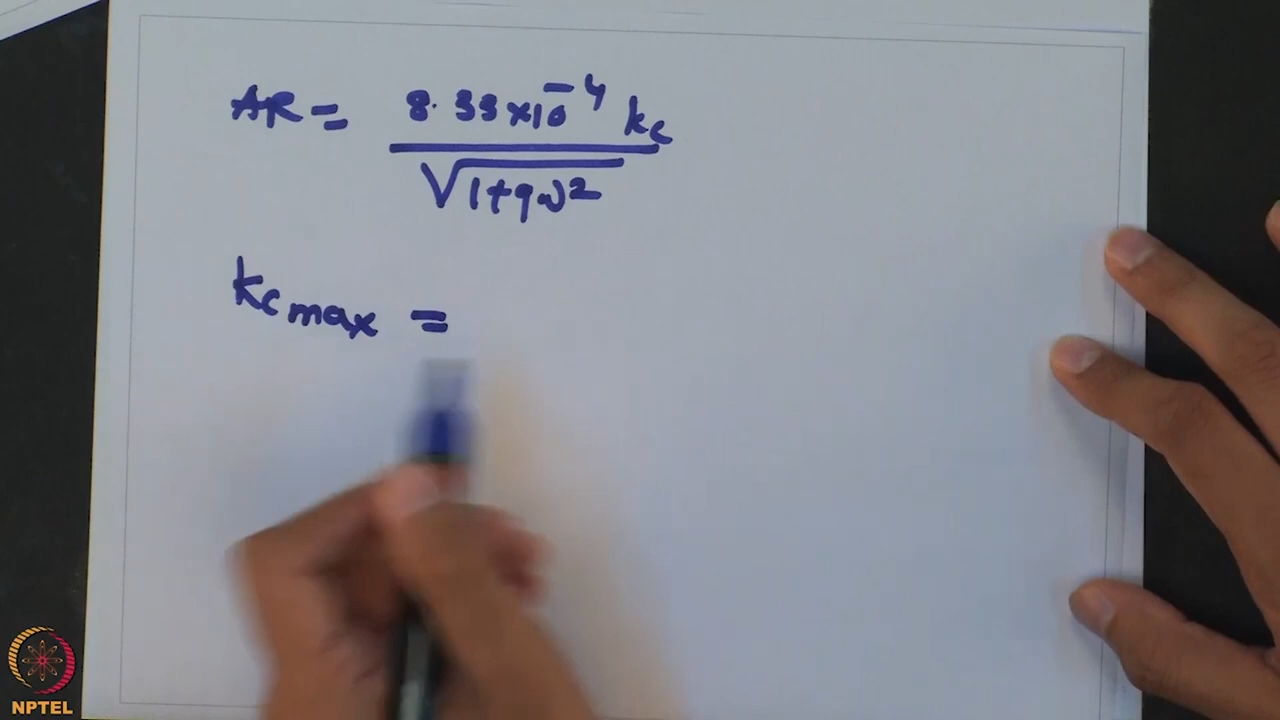 AR = 8.33×10⁻⁴ kc / √(1+9ω²)
kc max =
NPTEL